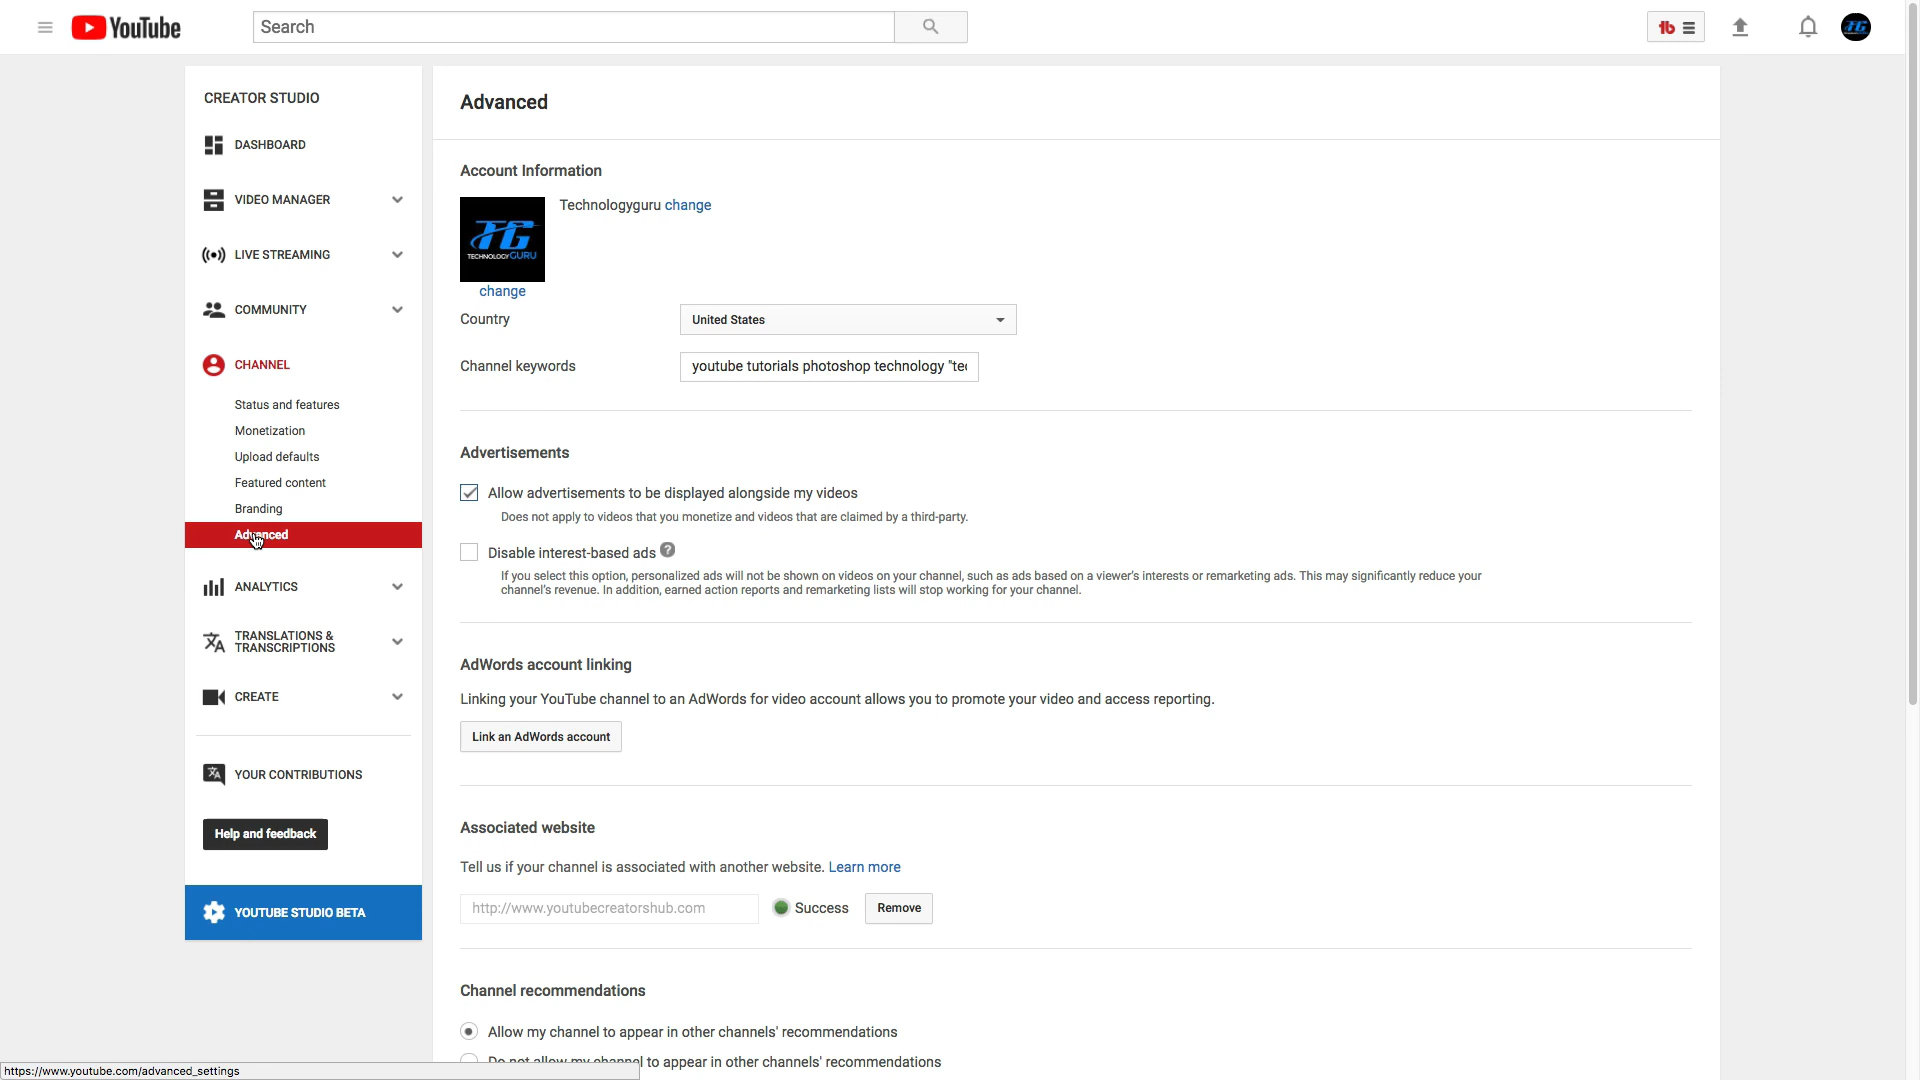 YouTube
Search
tb
TG
CREATOR STUDIO
DASHBOARD
VIDEO MANAGER
LIVE STREAMING
COMMUNITY
CHANNEL
Status and features
Monetization
Upload defaults
Featured content
Branding
Advanced
ANALYTICS
TRANSLATIONS &
TRANSCRIPTIONS
CREATE
YOUR CONTRIBUTIONS
Help and feedback
YOUTUBE STUDIO BETA
Advanced
Account Information
TG
TECHNOLOGYGURU
Technologyguru change
change
Country
United States
Channel keywords
youtube tutorials photoshop technology "te
Advertisements
Allow advertisements to be displayed alongside my videos
Does not apply to videos that you monetize and videos that are claimed by a third-party.
Disable interest-based ads ?
If you select this option, personalized ads will not be shown on videos on your channel, such as ads based on a viewer's interests or remarketing ads. This may significantly reduce your
channel's revenue. In addition, earned action reports and remarketing lists will stop working for your channel.
AdWords account linking
Linking your YouTube channel to an AdWords for video account allows you to promote your video and access reporting.
Link an AdWords account
Associated website
Tell us if your channel is associated with another website. Learn more
http://www.youtubecreatorshub.com
Success
Remove
Channel recommendations
Allow my channel to appear in other channels' recommendations
Do not allow my channel to appear in other channels' recommendations
https://www.youtube.com/advanced_settings